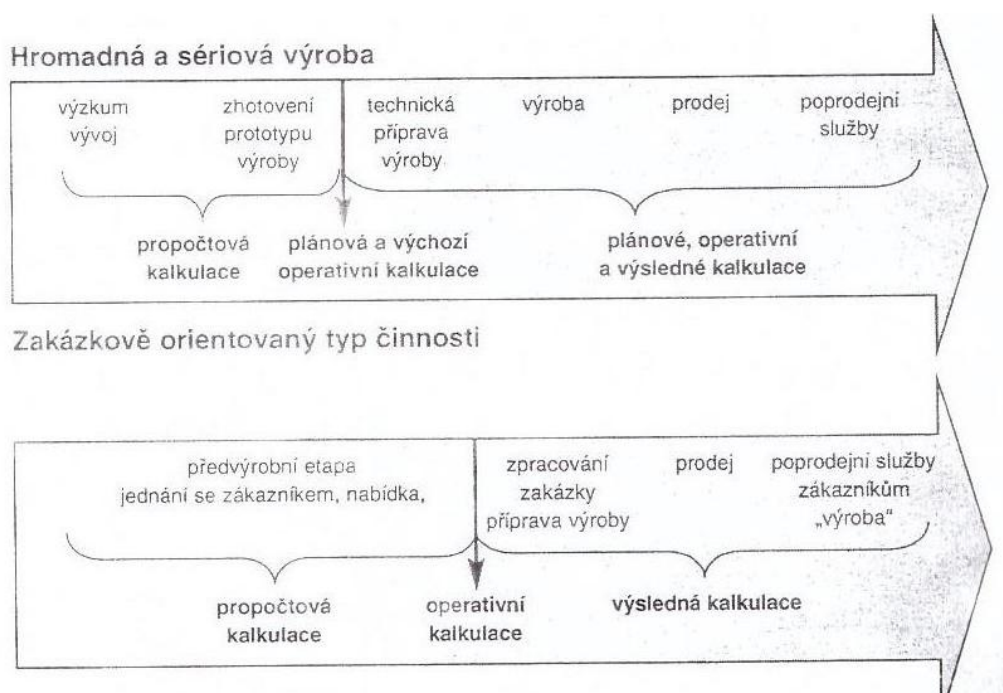 Hromadná a sériová výroba
výzkum
vývoj
zhotovení
prototypu
výroby
technická
příprava
výroby
výroba
prodej
poprodejní
služby
propočtová
kalkulace
plánová a výchozí
operativní kalkulace
plánové, operativní
a výsledné kalkulace
Zakázkově orientovaný typ činnosti
předvýrobní etapa
jednání se zákazníkem, nabídka,
zpracování
zakázky
příprava výroby
prodej
poprodejní služby
zákazníkům
„výroba“
propočtová
kalkulace
operativní
kalkulace
výsledná kalkulace